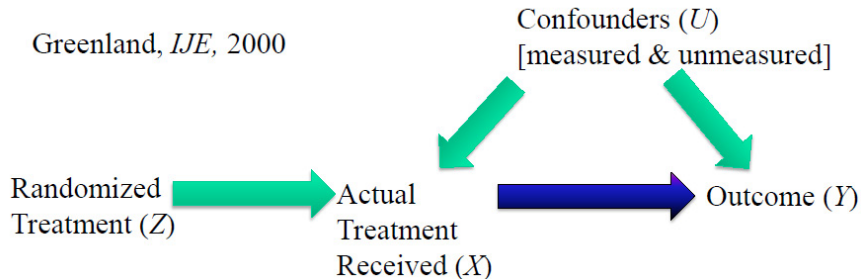 Greenland, IJE, 2000
Confounders (U)
[measured & unmeasured]
Randomized
Treatment (Z)
Actual
Treatment
Received (X)
Outcome (Y)